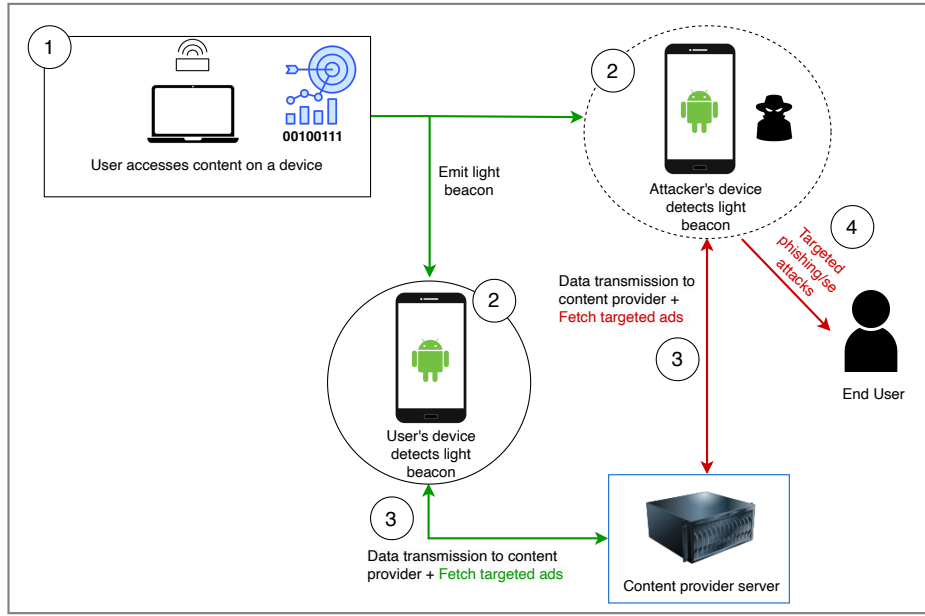 1
00100111
User accesses content on a device
2
Attacker's device
detects light
beacon
Emit light
beacon
4
Targeted
phishing/se
attacks
Data transmission to
content provider +
Fetch targeted ads
3
End User
2
User's device
detects light
beacon
3
Data transmission to content
provider + Fetch targeted ads
Content provider server